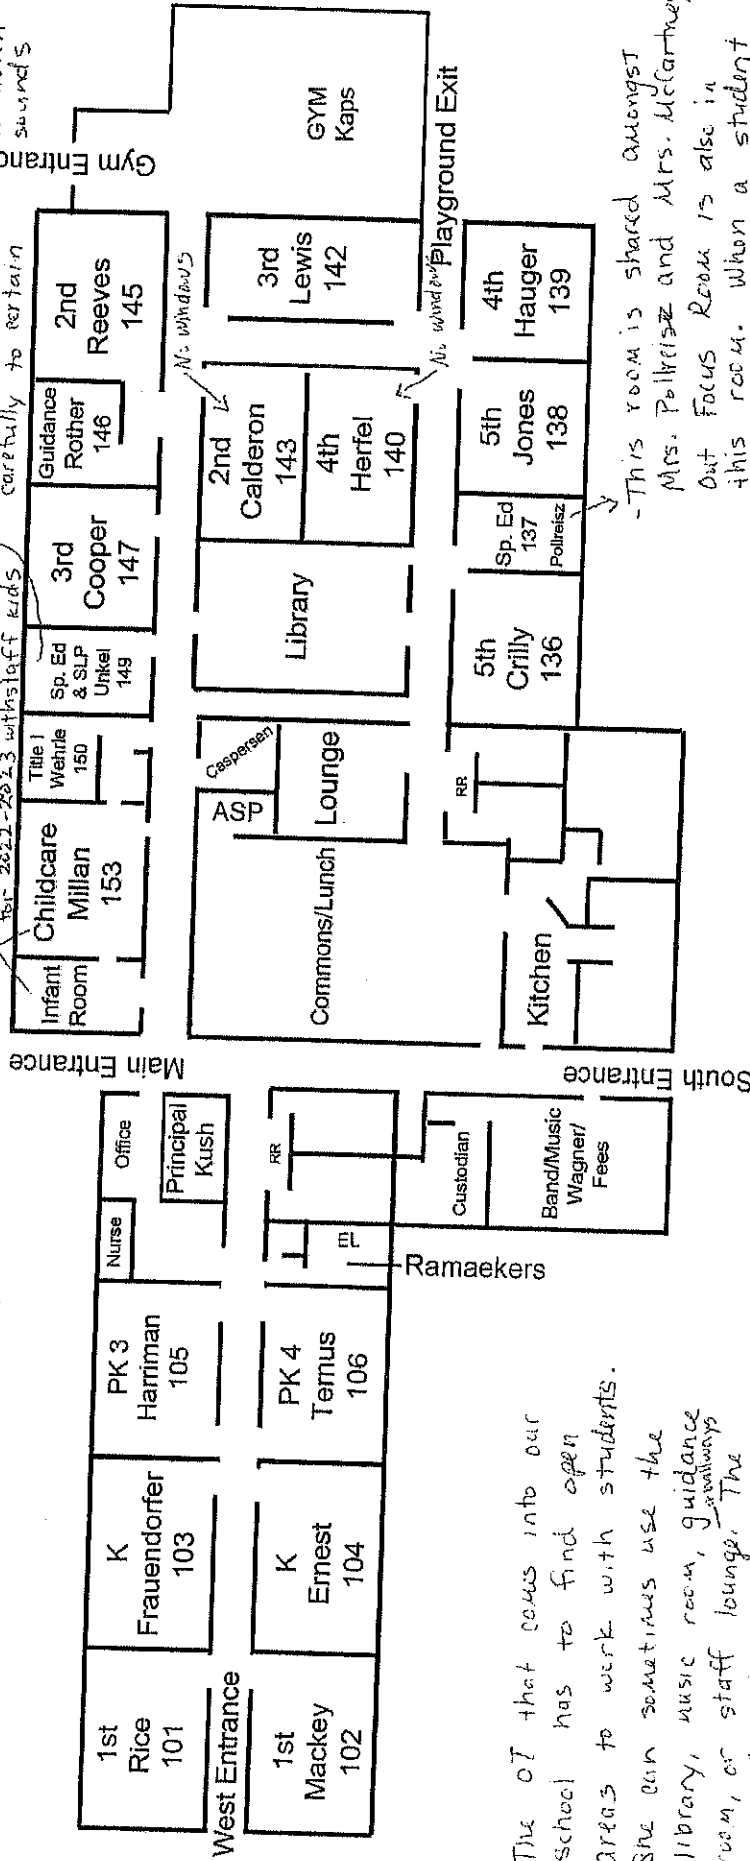 sounds
carefully to certain
for 2022-2023 with staff kids
Gym Entrance
GYM
Kaps
Playground Exit
2nd
Reeves
145
Guidance
Rother
146
3rd
Cooper
147
Sp. Ed
& SLP
Unkel
149
Title I
Wehrle
150
Childcare
Millan
153
Infant
Room
Main Entrance
No windows
3rd
Lewis
142
2nd
Calderon
143
4th
Herfel
140
No windows
Library
Caspersen
ASP
Lounge
Commons/Lunch
4th
Hauger
139
5th
Jones
138
Sp. Ed
137
Pollreisz
5th
Crilly
136
RR
Kitchen
South Entrance
Office
Nurse
Principal
Kush
RR
Custodian
Band/Music
Wagner/
Fees
EL
Ramaekers
PK 3
Harriman
105
PK 4
Ternus
106
K
Frauendorfer
103
K
Ernest
104
1st
Rice
101
1st
Mackey
102
West Entrance
-This room is shared amongst
Mrs. Pollreisz and Mrs. McCartney
Out Focus Room is also in
this room. When a student
The OT that coms into our
school has to find open
areas to work with students.
She can sometims use the
library, music room, guidance
hallways
room, or staff lounge. The